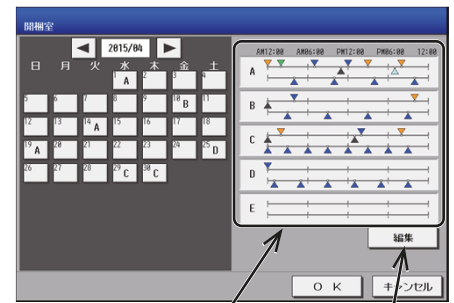 開梱室
2015/04
日 月 火 水 木 金 土
1 A 2 3 4
5 6 7 8 9 10 B 11
12 13 14 A 15 16 17 18
19 A 20 21 22 23 24 25 D
26 27 28 29 C 30 C
AM12:00 AM06:00 PM12:00 PM06:00 12:00
A
B
C
D
E
編集
OK
キャンセル